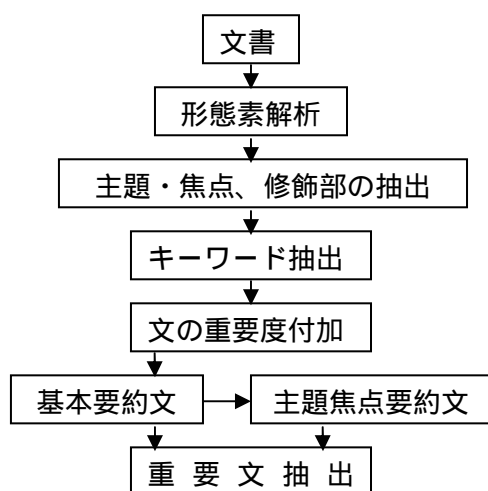 文書
形態素解析
主題・焦点、修飾部の抽出
キーワード抽出
文の重要度付加
基本要約文
主題焦点要約文
重要文抽出